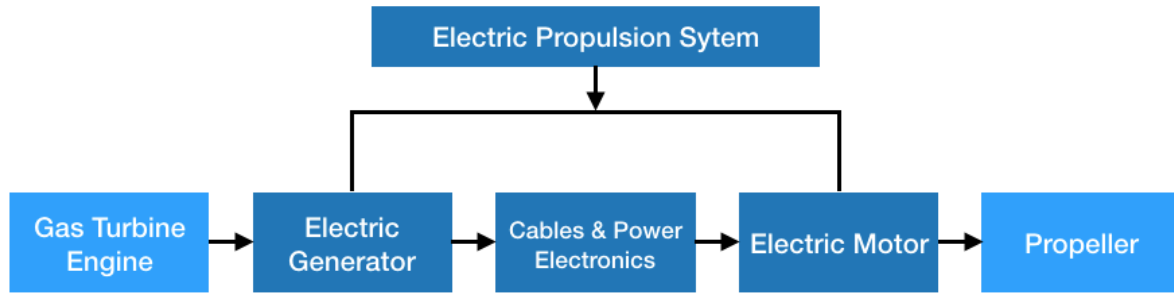 Electric Propulsion Sytem
Gas Turbine
Engine
Electric
Generator
Cables & Power
Electronics
Electric Motor
Propeller